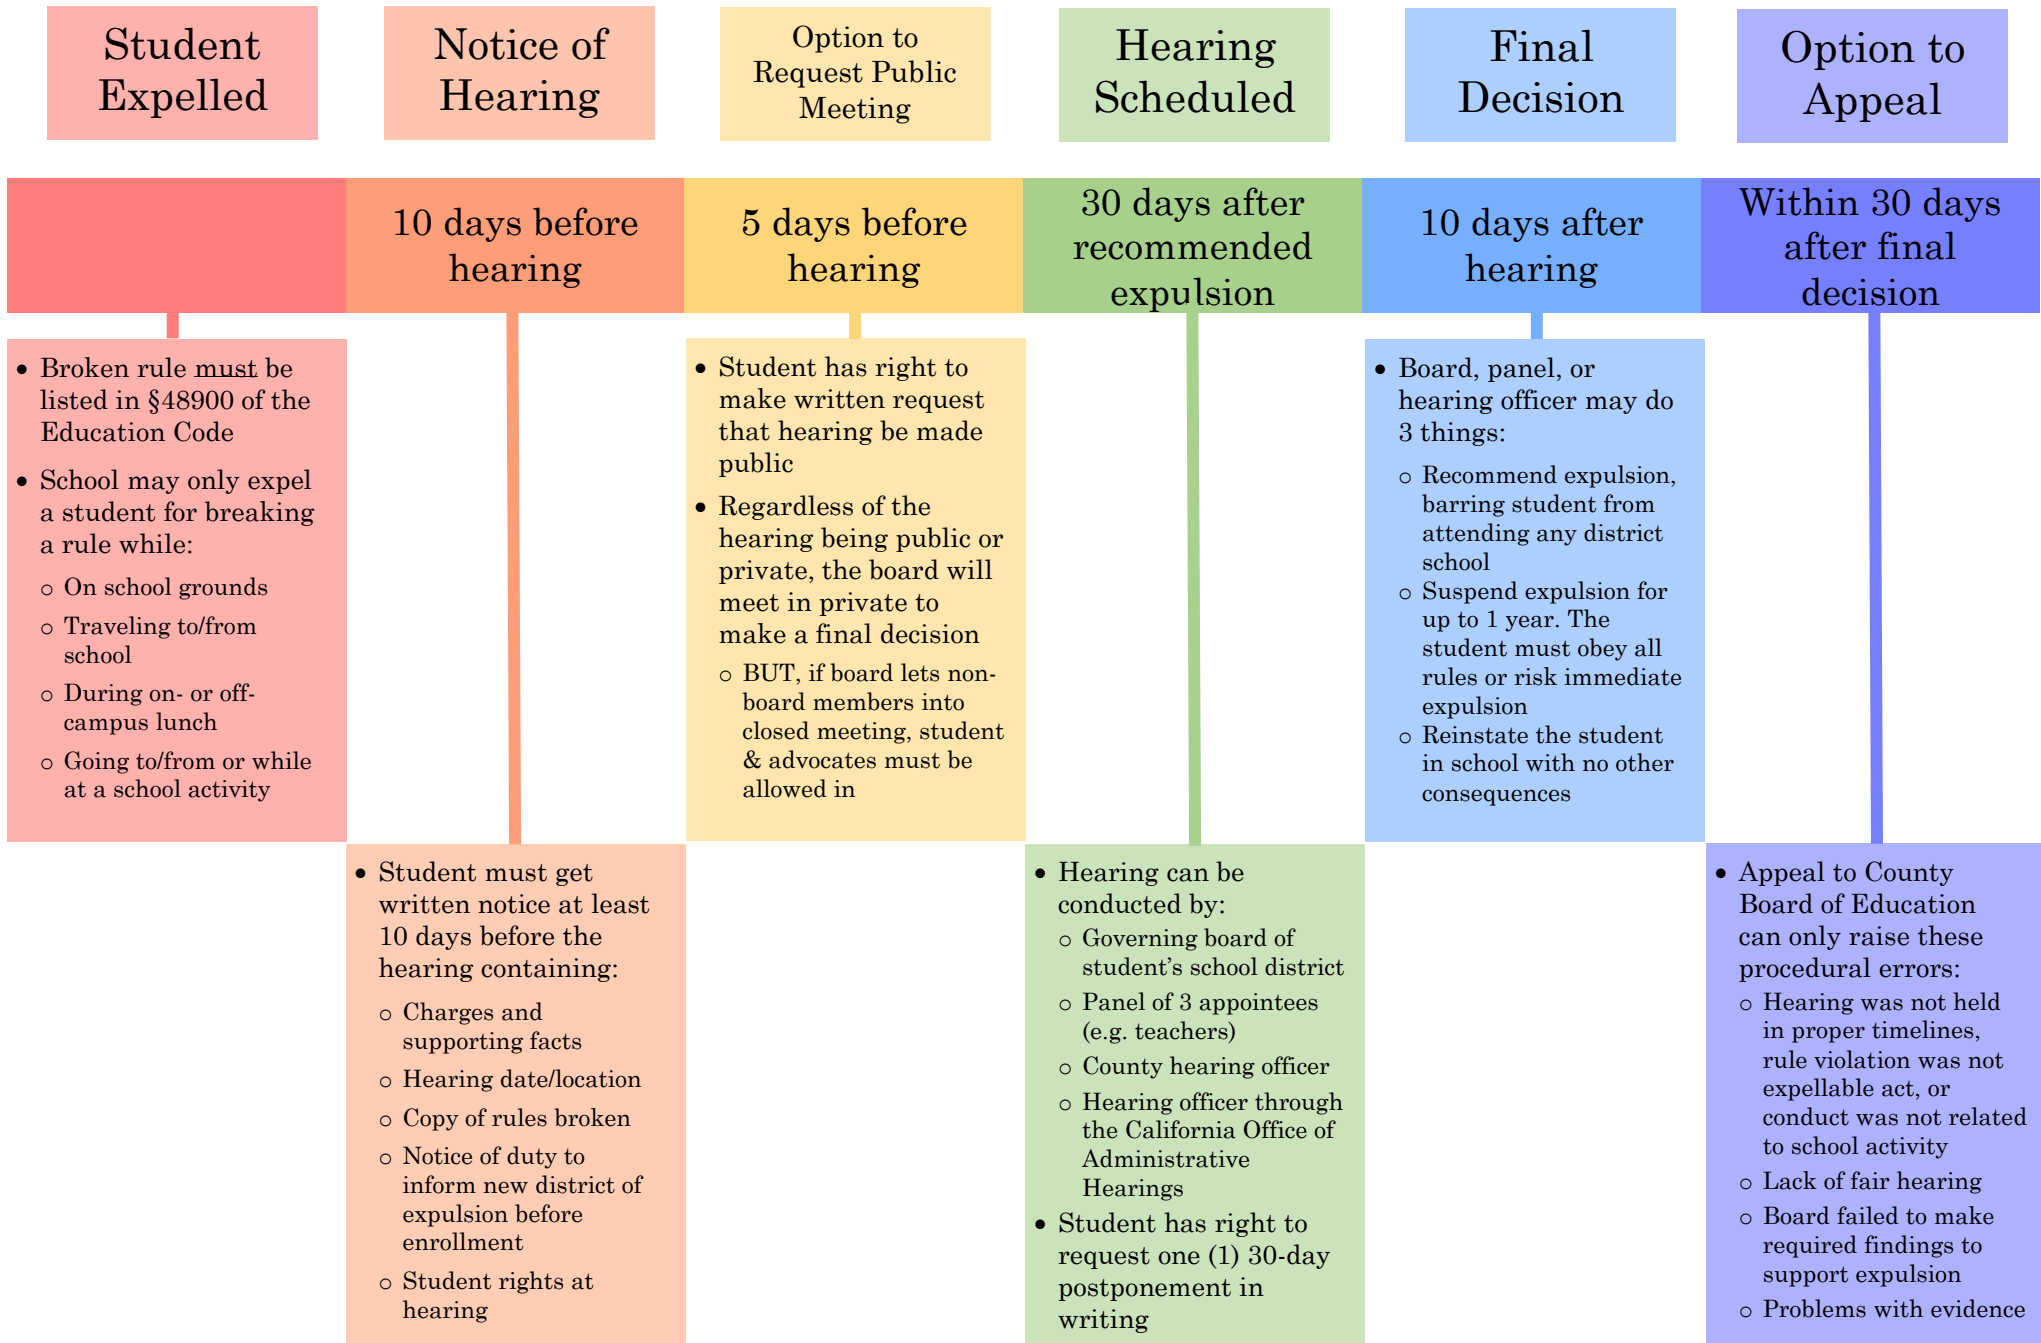 Student
Expelled
Notice of
Hearing
Option to
Request Public
Meeting
Hearing
Scheduled
Final
Decision
Option to
Appeal
10 days before
hearing
5 days before
hearing
30 days after
recommended
expulsion
10 days after
hearing
Within 30 days
after final
decision
• Broken rule must be
listed in §48900 of the
Education Code
• School may only expel
a student for breaking
a rule while:
o On school grounds
o Traveling to/from
school
o During on- or off-
campus lunch
o Going to/from or while
at a school activity
• Student must get
written notice at least
10 days before the
hearing containing:
o Charges and
supporting facts
o Hearing date/location
o Copy of rules broken
o Notice of duty to
inform new district of
expulsion before
enrollment
o Student rights at
hearing
• Student has right to
make written request
that hearing be made
public
• Regardless of the
hearing being public or
private, the board will
meet in private to
make a final decision
o BUT, if board lets non-
board members into
closed meeting, student
& advocates must be
allowed in
• Hearing can be
conducted by:
o Governing board of
student's school district
o Panel of 3 appointees
(e.g. teachers)
o County hearing officer
o Hearing officer through
the California Office of
Administrative
Hearings
• Student has right to
request one (1) 30-day
postponement in
writing
• Board, panel, or
hearing officer may do
3 things:
o Recommend expulsion,
barring student from
attending any district
school
o Suspend expulsion for
up to 1 year. The
student must obey all
rules or risk immediate
expulsion
o Reinstate the student
in school with no other
consequences
• Appeal to County
Board of Education
can only raise these
procedural errors:
o Hearing was not held
in proper timelines,
rule violation was not
expellable act, or
conduct was not related
to school activity
o Lack of fair hearing
o Board failed to make
required findings to
support expulsion
o Problems with evidence